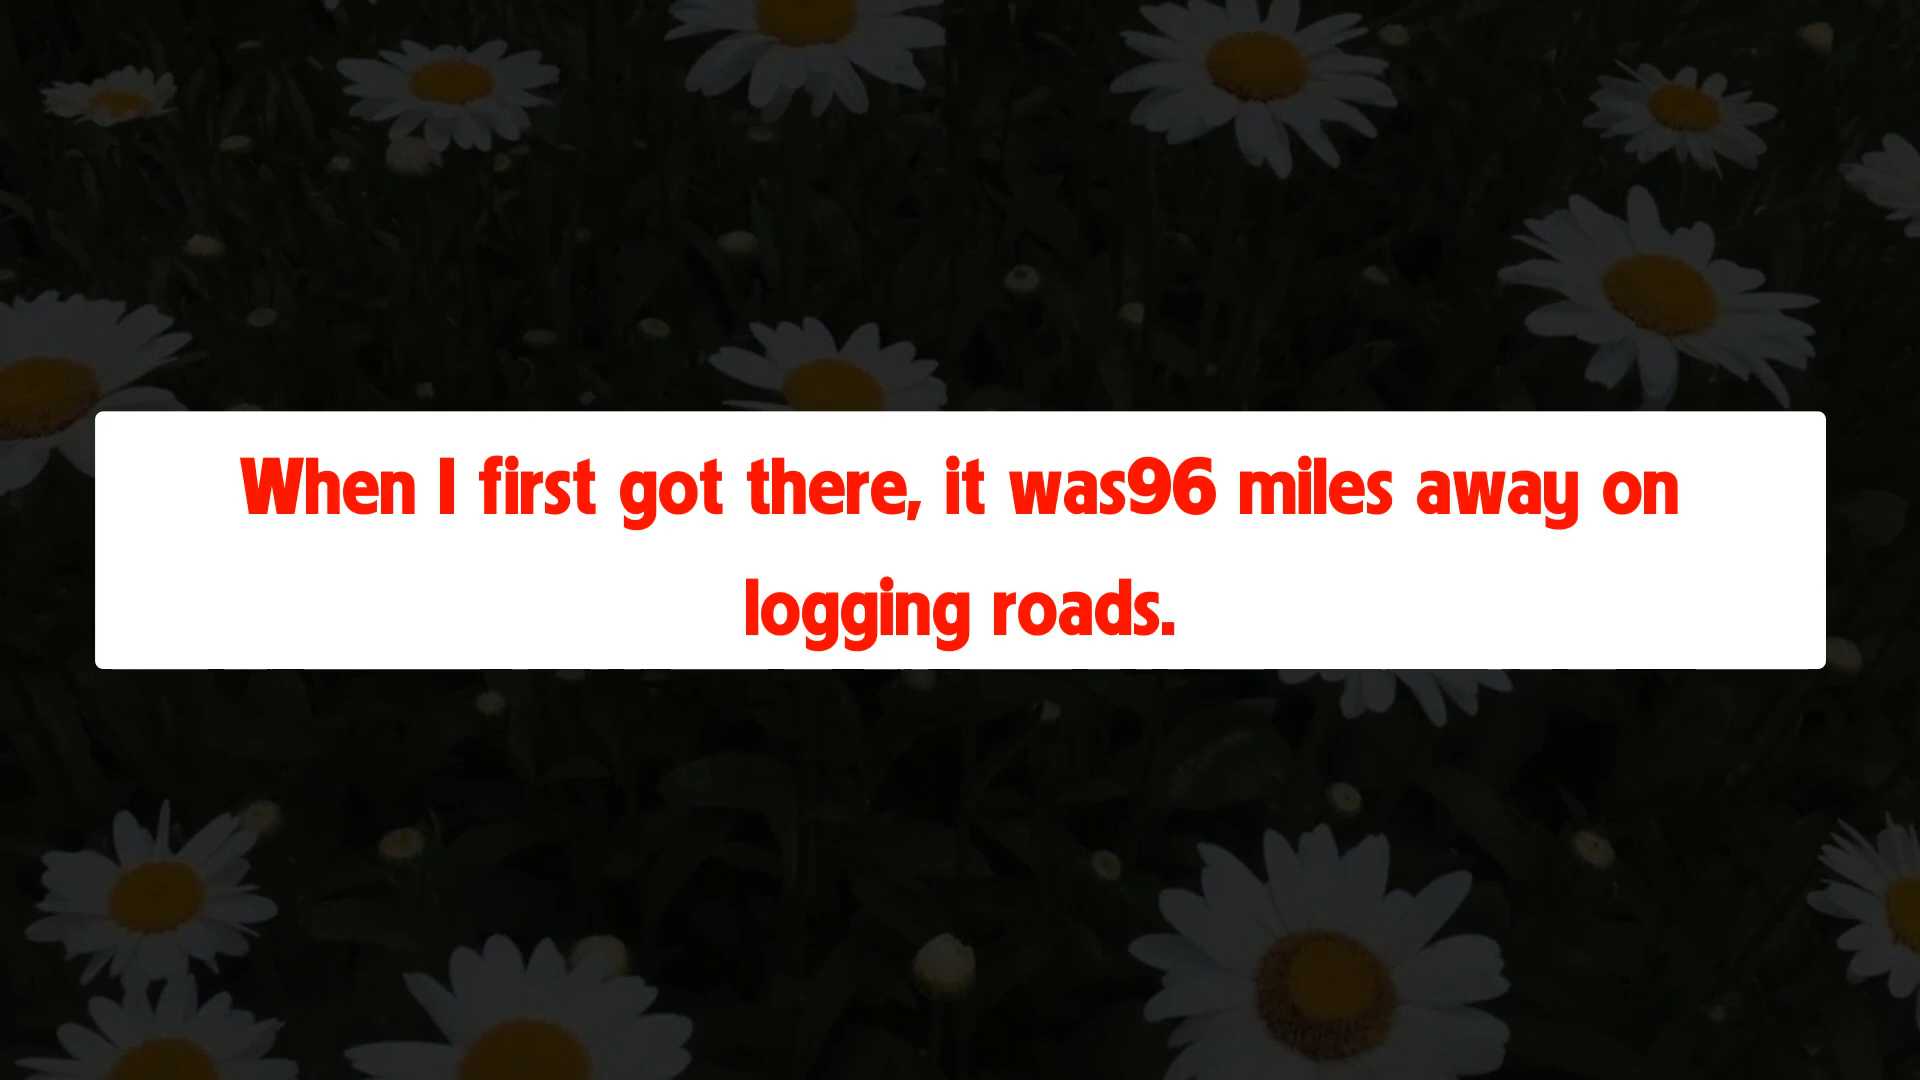 When I first got there, it was96 miles away on
logging roads.